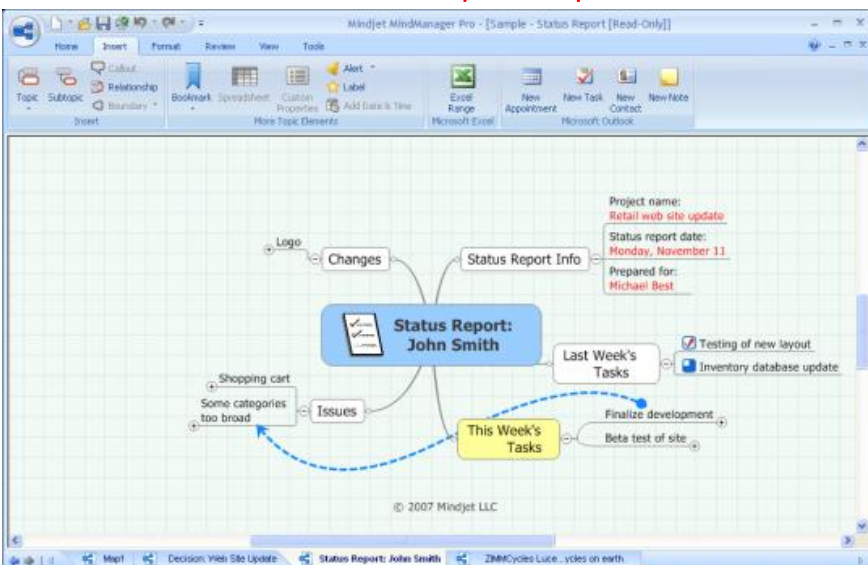 Mindjet MindManager Pro - [Sample - Status Report [Read-Only]]
Home Insert Format Review View Tools
Callout
Relationship
Boundary
Topic Subtopic
Bookmark Spreadsheet Custom Properties
Alert
Label
Add Date & Time
Excel Range
New Appointment New Task New Contact New Note
Insert More Topic Elements Microsoft Excel Microsoft Outlook
Logo
Changes
Status Report Info
Project name:
Retail web site update
Status report date:
Monday, November 11
Prepared for:
Michael Best
Status Report:
John Smith
Last Week's
Tasks
Testing of new layout
Inventory database update
Shopping cart
Some categories
too broad
Issues
This Week's
Tasks
Finalize development
Beta test of site
© 2007 Mindjet LLC
Map1 Decision: Web Site Update Status Report: John Smith ZIMMCycles Luce...ycles on earth